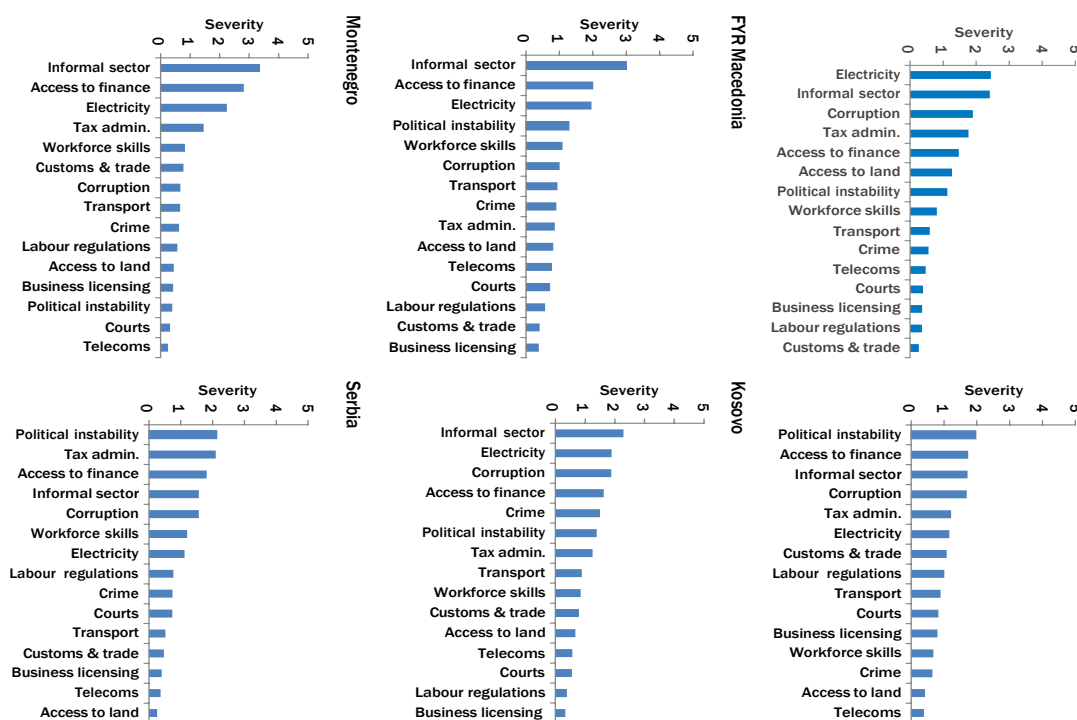 Severity
0 1 2 3 4 5
Informal sector
Access to finance
Electricity
Tax admin.
Workforce skills
Customs & trade
Corruption
Transport
Crime
Labour regulations
Access to land
Business licensing
Political instability
Courts
Telecoms
Montenegro
Severity
0 1 2 3 4 5
Informal sector
Access to finance
Electricity
Political instability
Workforce skills
Corruption
Transport
Crime
Tax admin.
Access to land
Telecoms
Courts
Labour regulations
Customs & trade
Business licensing
FYR Macedonia
Severity
0 1 2 3 4 5
Electricity
Informal sector
Corruption
Tax admin.
Access to finance
Access to land
Political instability
Workforce skills
Transport
Crime
Telecoms
Courts
Business licensing
Labour regulations
Customs & trade
Severity
0 1 2 3 4 5
Political instability
Tax admin.
Access to finance
Informal sector
Corruption
Workforce skills
Electricity
Labour regulations
Crime
Courts
Transport
Customs & trade
Business licensing
Telecoms
Access to land
Serbia
Severity
0 1 2 3 4 5
Informal sector
Electricity
Corruption
Access to finance
Crime
Political instability
Tax admin.
Transport
Workforce skills
Customs & trade
Access to land
Telecoms
Courts
Labour regulations
Business licensing
Kosovo
Severity
0 1 2 3 4 5
Political instability
Access to finance
Informal sector
Corruption
Tax admin.
Electricity
Customs & trade
Labour regulations
Transport
Courts
Business licensing
Workforce skills
Crime
Access to land
Telecoms